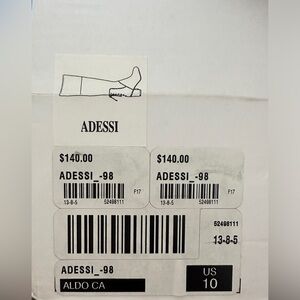 ADESSI
$140.00
ADESSI_-98
F17
13-8-5 52498111
$140.00
ADESSI_-98
F17
13-8-5 52498111
52498111
13-8-5
ADESSI_-98
ALDO CA
US
10